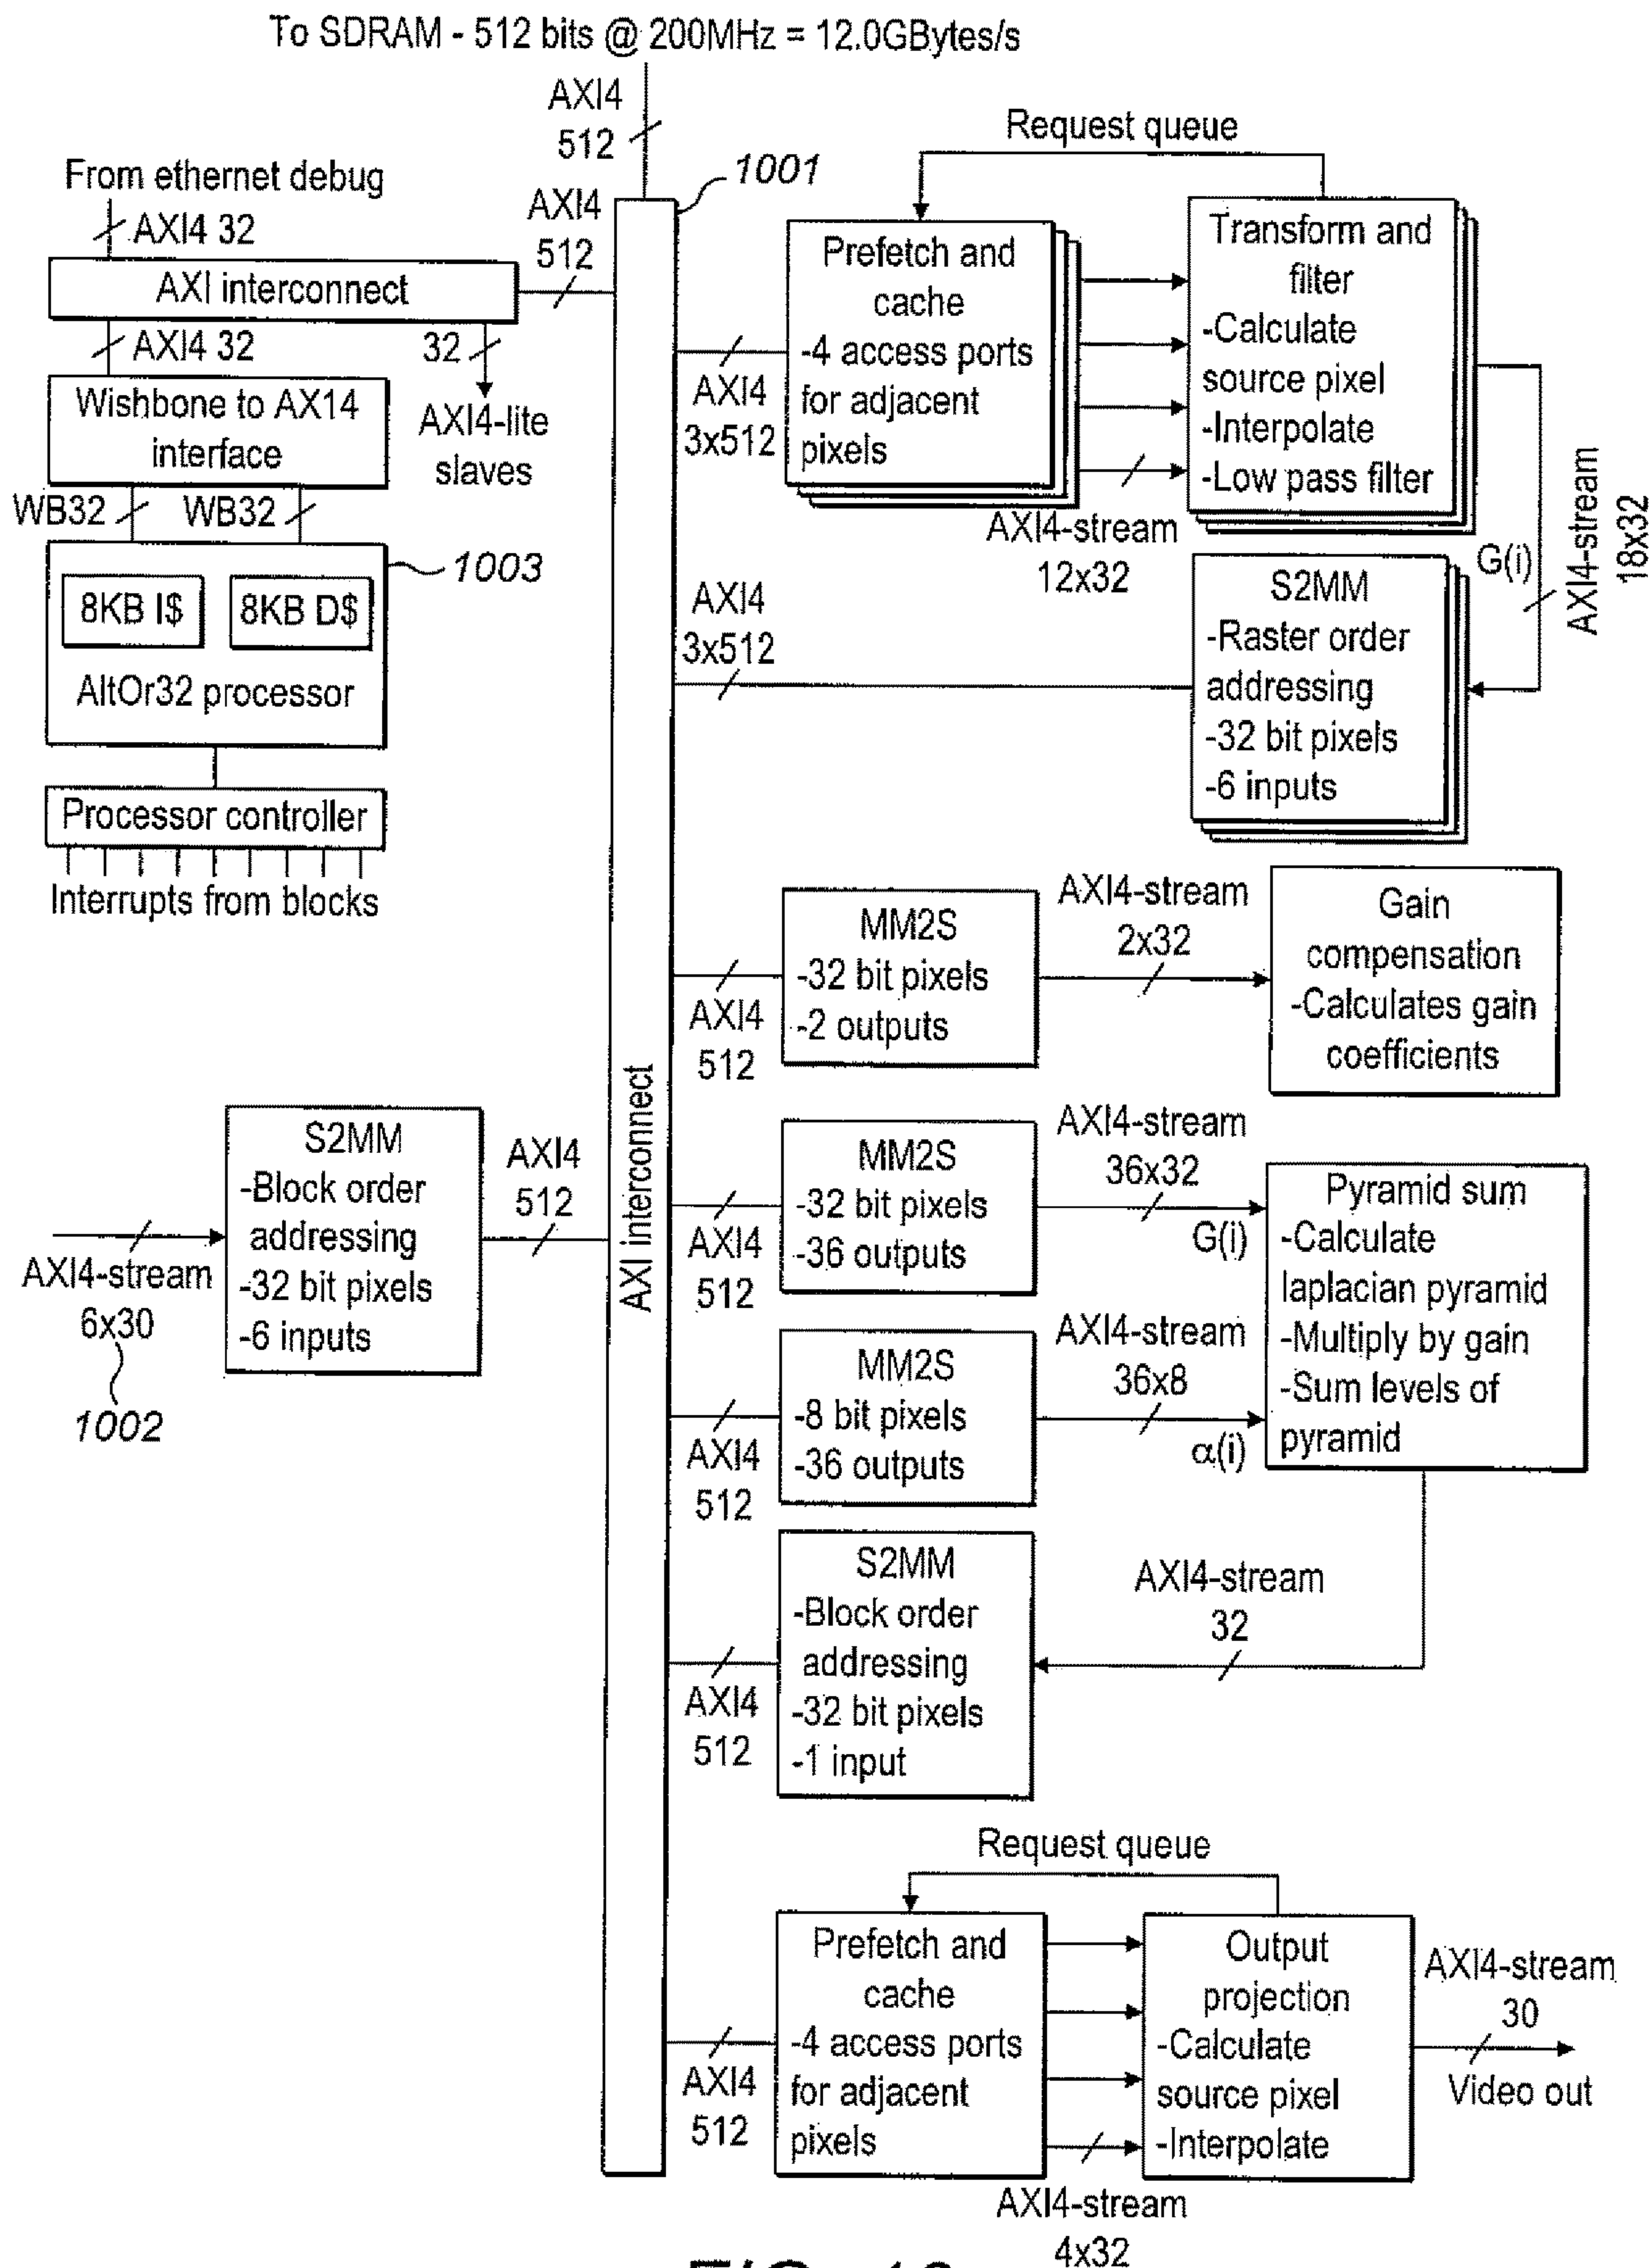 To SDRAM - 512 bits @ 200MHz = 12.0GBytes/s
AXI4
512
1001
From ethernet debug
AXI4 32
AXI interconnect
AXI4
512
AXI4 32
32
AXI4-lite
slaves
Wishbone to AX14
interface
WB32
WB32
1003
8KB I$
8KB D$
AltOr32 processor
Processor controller
Interrupts from blocks
AXI4-stream
6x30
1002
S2MM
-Block order
addressing
-32 bit pixels
-6 inputs
AXI4
512
AXI interconnect
Request queue
AXI4
3x512
Prefetch and
cache
-4 access ports
for adjacent
pixels
AXI4-stream
12x32
Transform and
filter
-Calculate
source pixel
-Interpolate
-Low pass filter
G(i)
AXI4-stream
18x32
AXI4
3x512
S2MM
-Raster order
addressing
-32 bit pixels
-6 inputs
AXI4
512
MM2S
-32 bit pixels
-2 outputs
AXI4-stream
2x32
Gain
compensation
-Calculates gain
coefficients
AXI4
512
MM2S
-32 bit pixels
-36 outputs
AXI4-stream
36x32
G(i)
AXI4
512
MM2S
-8 bit pixels
-36 outputs
AXI4-stream
36x8
α(i)
Pyramid sum
-Calculate
laplacian pyramid
-Multiply by gain
-Sum levels of
pyramid
AXI4
512
S2MM
-Block order
addressing
-32 bit pixels
-1 input
AXI4-stream
32
Request queue
AXI4
512
Prefetch and
cache
-4 access ports
for adjacent
pixels
AXI4-stream
4x32
Output
projection
-Calculate
source pixel
-Interpolate
AXI4-stream
30
Video out